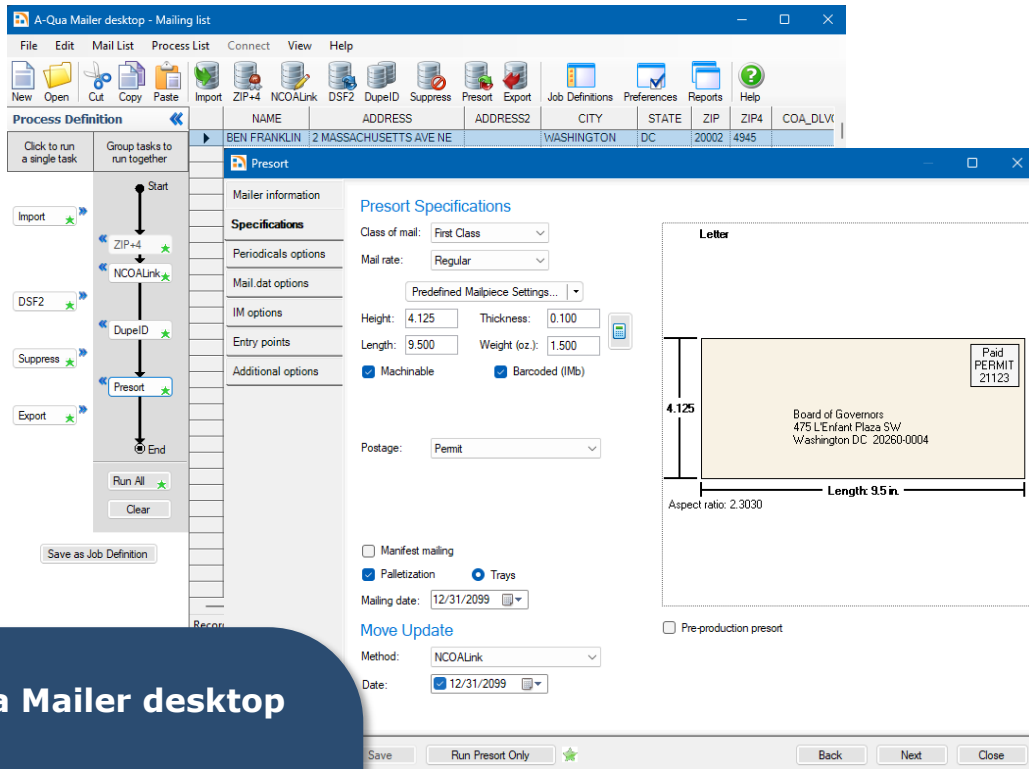 A-Qua Mailer desktop - Mailing list
File Edit Mail List Process List Connect View Help
New Open Cut Copy Paste Import ZIP+4 NCOALink DSF2 DupeID Suppress Presort Export Job Definitions Preferences Reports Help
Process Definition
NAME ADDRESS ADDRESS2 CITY STATE ZIP ZIP4
BEN FRANKLIN 2 MASSACHUSETTS AVE NE WASHINGTON DC 20002 4945
Click to run
a single task
Group tasks to
run together
Start
Import
ZIP+4
NCOALink
DSF2
DupeID
Suppress
Presort
Export
End
Run All
Clear
Save as Job Definition
Presort
Mailer information
Specifications
Periodicals options
Mail.dat options
IM options
Entry points
Additional options
Presort Specifications
Class of mail: First Class
Mail rate: Regular
Predefined Mailpiece Settings...
Height: 4.125 Thickness: 0.100
Length: 9.500 Weight (oz.): 1.500
Machinable Barcoded (IMb)
Postage: Permit
Manifest mailing
Palletization Trays
Mailing date: 12/31/2099
Move Update
Method: NCOALink
Date: 12/31/2099
Letter
Paid
PERMIT
21123
4.125
Board of Governors
475 L'Enfant Plaza SW
Washington DC 20260-0004
Length: 9.5 in.
Aspect ratio: 2.3030
Pre-production presort
Mailer desktop
Save Run Presort Only Back Next Close